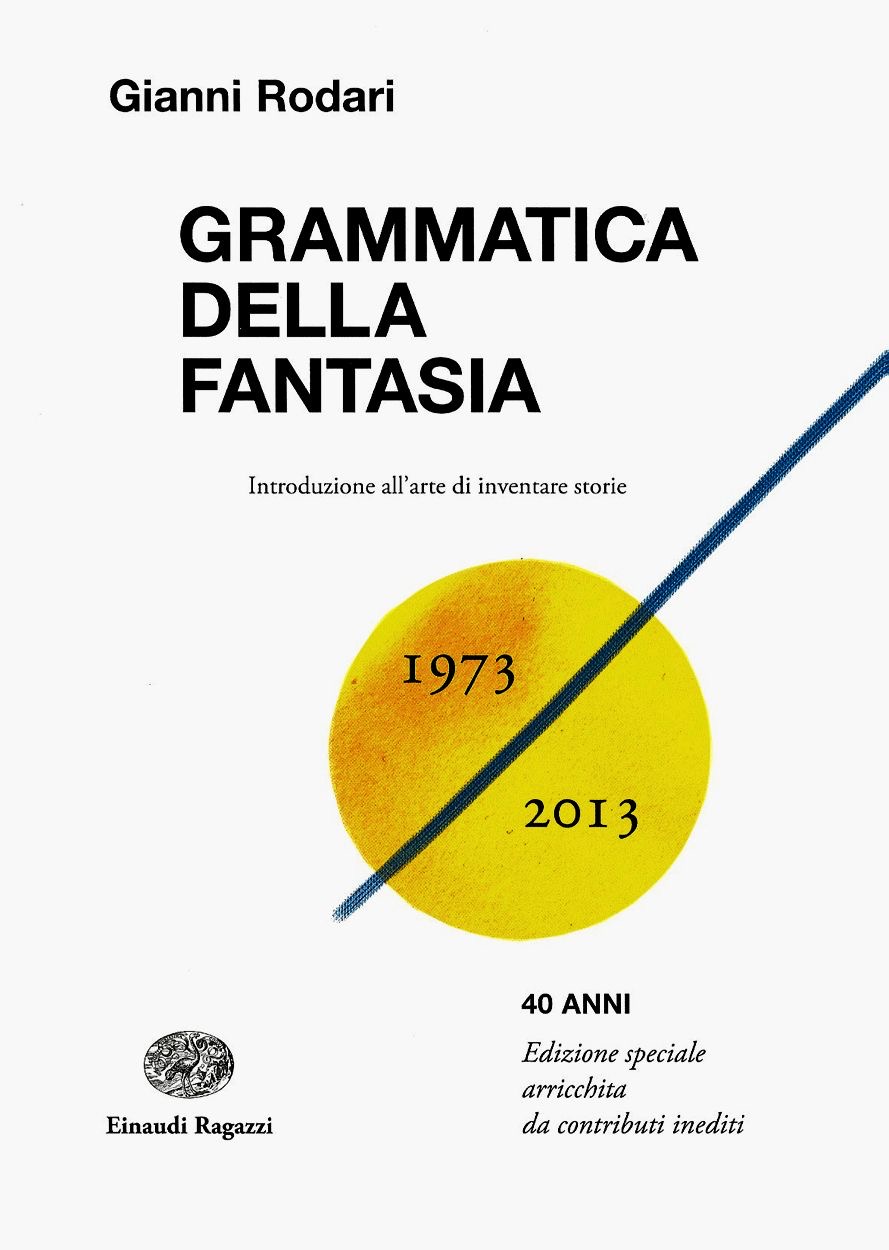 Gianni Rodari
GRAMMATICA
DELLA
FANTASIA
Introduzione all'arte di inventare storie
1973
2013
40 ANNI
Edizione speciale
arricchita
da contributi inediti
Einaudi Ragazzi